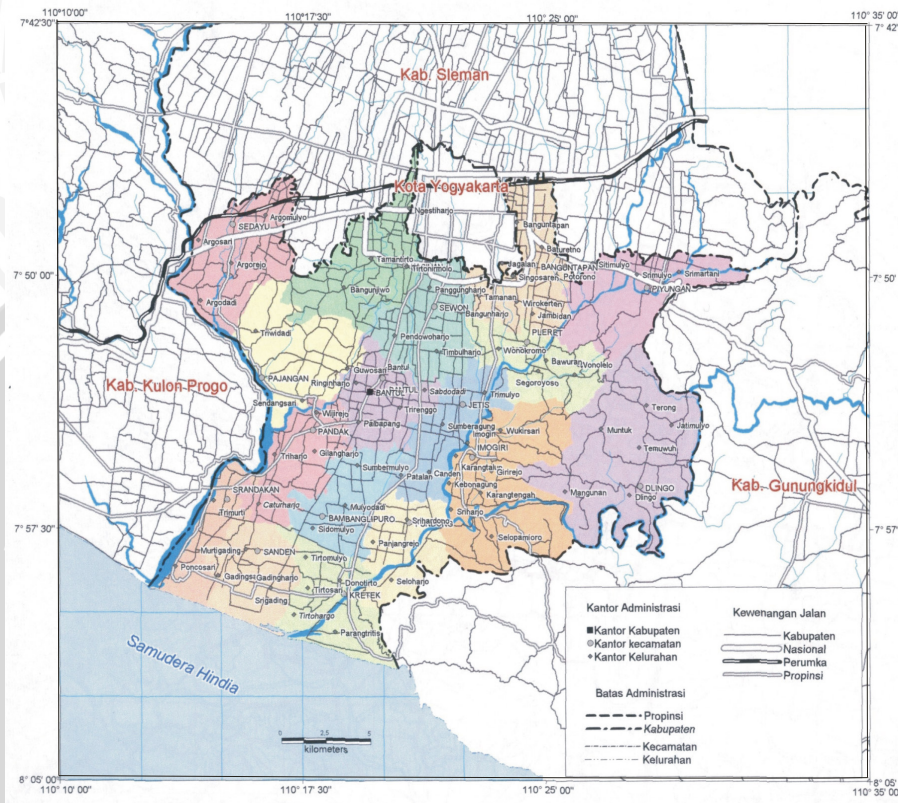 110°10'00"
110°17'30"
110°25'00"
110°35'00"
7°42'30"
7°42'
Kab. Sleman
Kota Yogyakarta
Ngestiharjo
Argomulyo
SEDAYU
Argosari
Argorejo
Argodadi
Banguntapan
Baturetno
Jagalan
BANGUNTAPAN
Singosaren
Potorono
Tamantirto
Tirtonirmolo
7°50'00"
7°50'
Sitimulyo
Srimulyo
Srimartani
PIYUNGAN
Bangunjiwo
Panggungharjo
SEWON
Bangunharjo
Tamanan
Wirokerten
Jambidan
PLERET
Triwidadi
Pendowoharjo
Timbulharjo
Wonokromo
Bawuran
Wonolelo
Segoroyoso
Kab. Kulon Progo
PAJANGAN
Guwosari
Ringinharjo
Bantul
BANTUL
Sabdodadi
Trimulyo
Sendangsari
Wijirejo
Trirenggo
JETIS
Palbapang
Sumberagung
Imogiri
Wukirsari
Terong
Jatimulyo
Muntuk
Temuwuh
PANDAK
Gilangharjo
Triharjo
IMOGIRI
Karangtalun
Girirejo
Sumbermulyo
Patalan
Canden
Kebonagung
Karangtengah
Mangunan
DLINGO
Dlingo
Kab. Gunungkidul
SRANDAKAN
Trimurti
Caturharjo
Mulyodadi
BAMBANGLIPURO
Sidomulyo
Srihardono
Sriharjo
Selopamioro
Panjangrejo
7°57'30"
7°57'
Murtigading
SANDEN
Poncosari
Gadingsari
Gadingharjo
Srigading
Tirtomulyo
Tirtosari
Donotirto
KRETEK
Seloharjo
Tirtohargo
Parangtritis
Samudera Hindia
0 2,5 5
kilometers
Kantor Administrasi
Kantor Kabupaten
Kantor kecamatan
Kantor Kelurahan
Kewenangan Jalan
Kabupaten
Nasional
Perumka
Propinsi
Batas Administrasi
Propinsi
Kabupaten
Kecamatan
Kelurahan
8°05'00"
8°05'00"
110°10'00"
110°17'30"
110°25'00"
110°35'00"